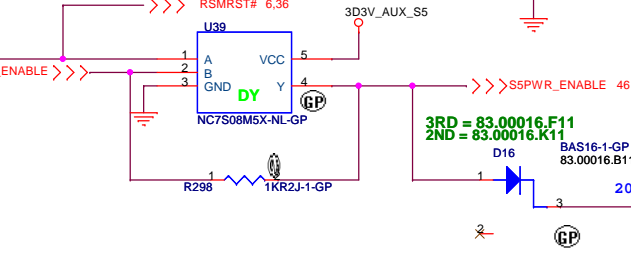 RSMRST# 6,36
3D3V_AUX_S5
U39
1 A VCC 5
ENABLE 2 B
3 GND Y 4
DY
GP
S5PWR_ENABLE 46
NC7S08M5X-NL-GP
3RD = 83.00016.F11
2ND = 83.00016.K11
D16
BAS16-1-GP
83.00016.B11
R298 1 1KR2J-1-GP
1
20
3
2
GP